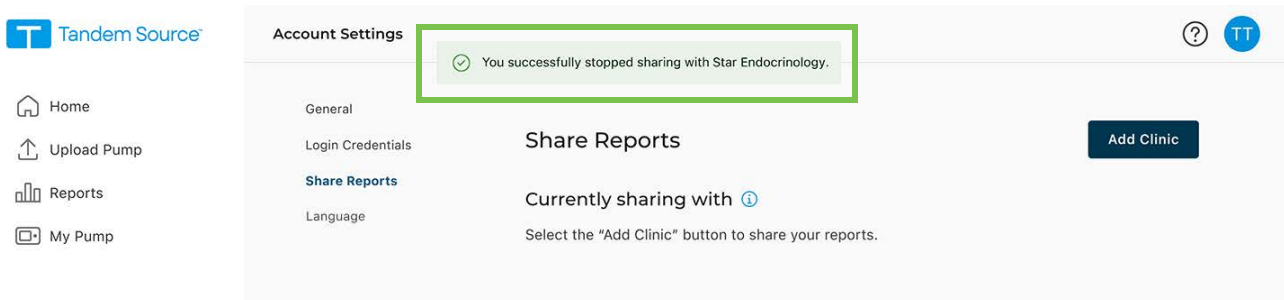 Tandem Source™
Home
Upload Pump
Reports
My Pump
Account Settings
You successfully stopped sharing with Star Endocrinology.
?
TT
General
Login Credentials
Share Reports
Language
Share Reports
Add Clinic
Currently sharing with
Select the “Add Clinic” button to share your reports.